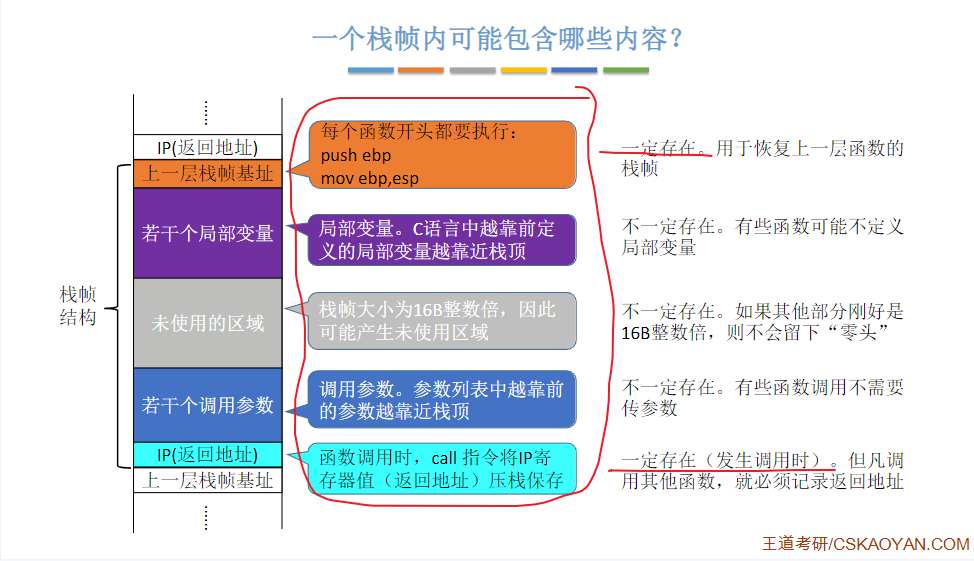 一个栈帧内可能包含哪些内容？
IP(返回地址)
上一层栈帧基址
若干个局部变量
未使用的区域
若干个调用参数
IP(返回地址)
上一层栈帧基址
栈帧
结构
每个函数开头都要执行：
push ebp
mov ebp,esp
局部变量。C语言中越靠前定
义的局部变量越靠近栈顶
栈帧大小为16B整数倍，因此
可能产生未使用区域
调用参数。参数列表中越靠前
的参数越靠近栈顶
函数调用时，call 指令将IP寄
存器值（返回地址）压栈保存
一定存在。用于恢复上一层函数的
栈帧
不一定存在。有些函数可能不定义
局部变量
不一定存在。如果其他部分刚好是
16B整数倍，则不会留下“零头”
不一定存在。有些函数调用不需要
传参数
一定存在（发生调用时）。但凡调
用其他函数，就必须记录返回地址
王道考研/CSKAOYAN.COM